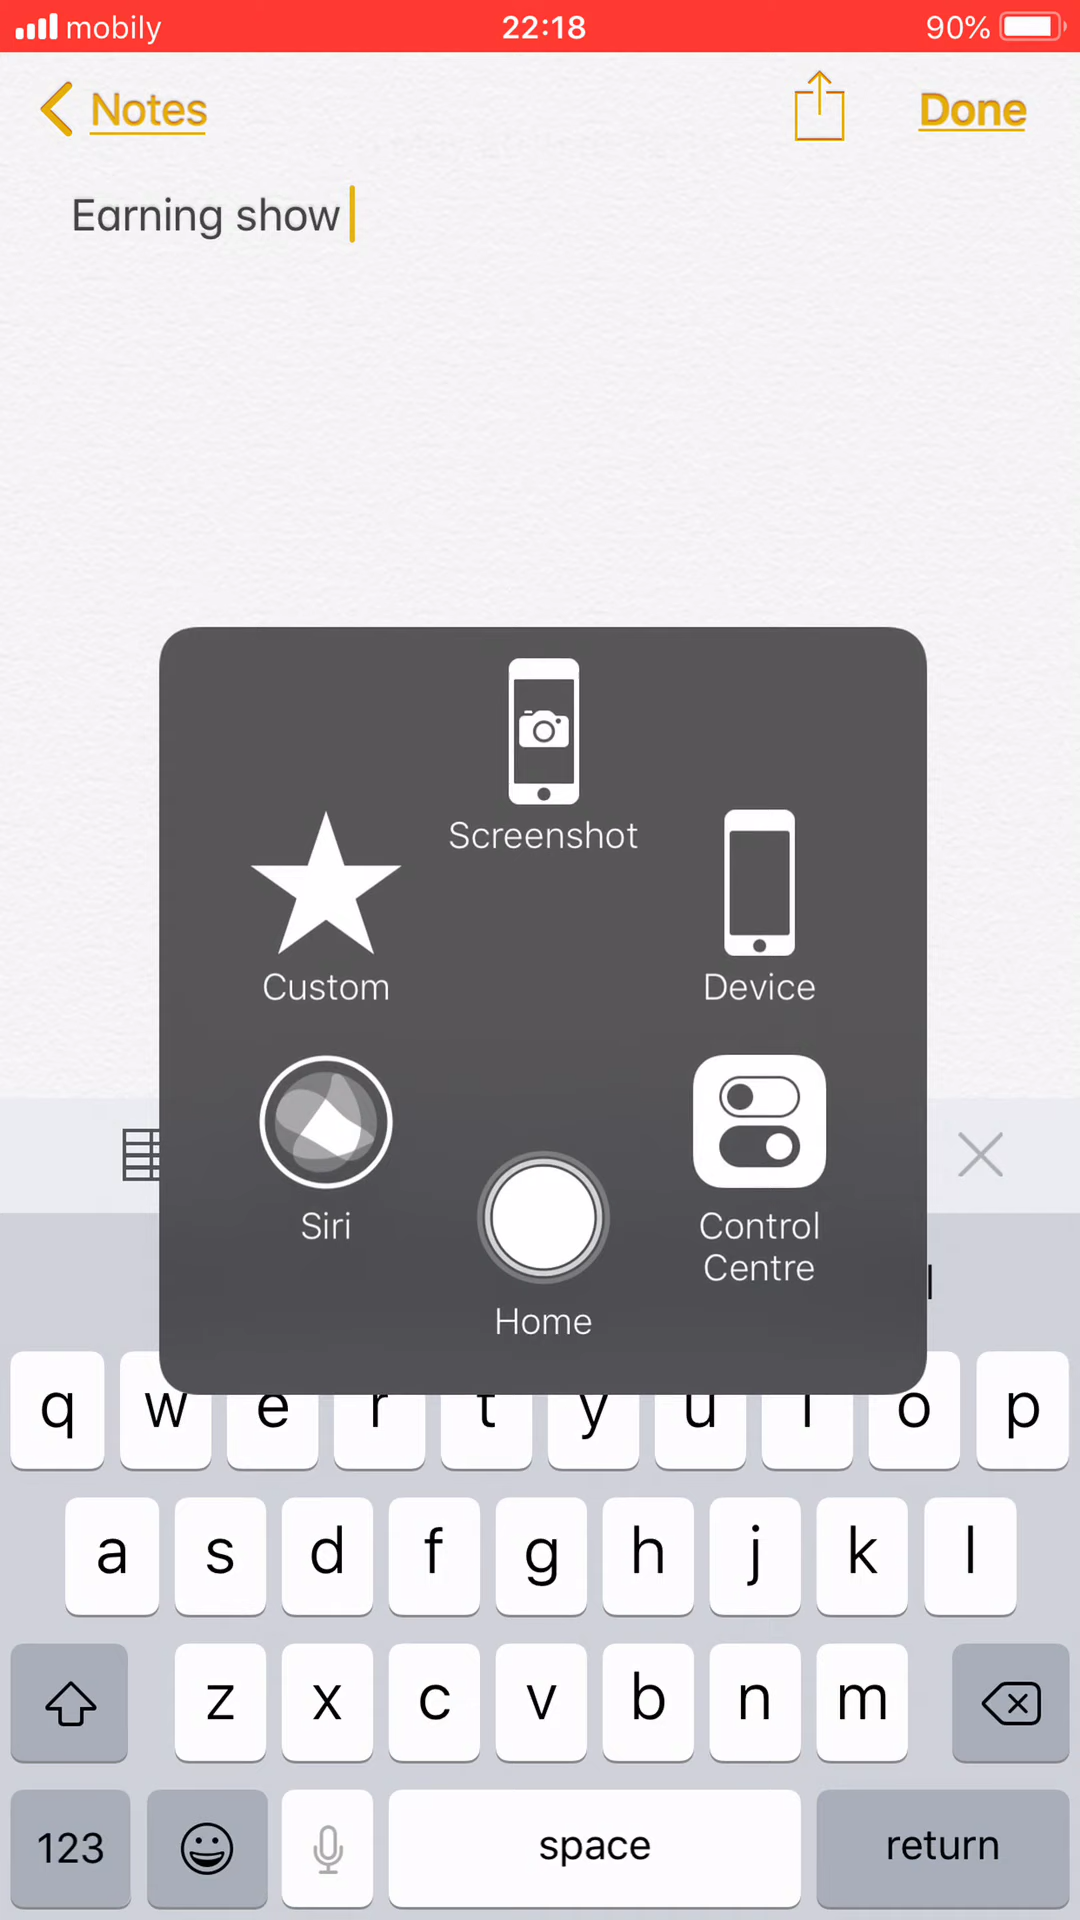 mobily 22:18 90%
Notes Done
Earning show
Screenshot
Custom Device
Siri Control
Centre
Home
q w e r t y u i o p
a s d f g h j k l
z x c v b n m
123 space return